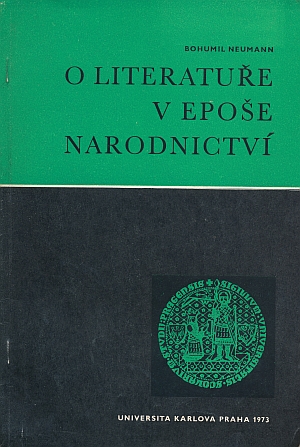 BOHUMIL NEUMANN
O LITERATUŘE
V EPOŠE
NARODNICTVÍ
UNIVERSITA KARLOVA PRAHA 1973